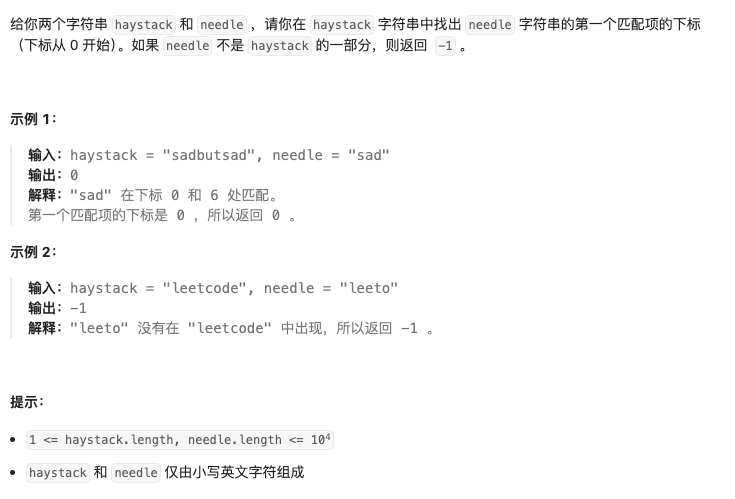 给你两个字符串 haystack 和 needle ，请你在 haystack 字符串中找出 needle 字符串的第一个匹配项的下标
（下标从 0 开始）。如果 needle 不是 haystack 的一部分，则返回 -1 。
示例 1：
输入：haystack = "sadbutsad", needle = "sad"
输出：0
解释："sad" 在下标 0 和 6 处匹配。
第一个匹配项的下标是 0 ，所以返回 0 。
示例 2：
输入：haystack = "leetcode", needle = "leeto"
输出：-1
解释："leeto" 没有在 "leetcode" 中出现，所以返回 -1 。
提示：
• 1 <= haystack.length, needle.length <= 10⁴
• haystack 和 needle 仅由小写英文字符组成